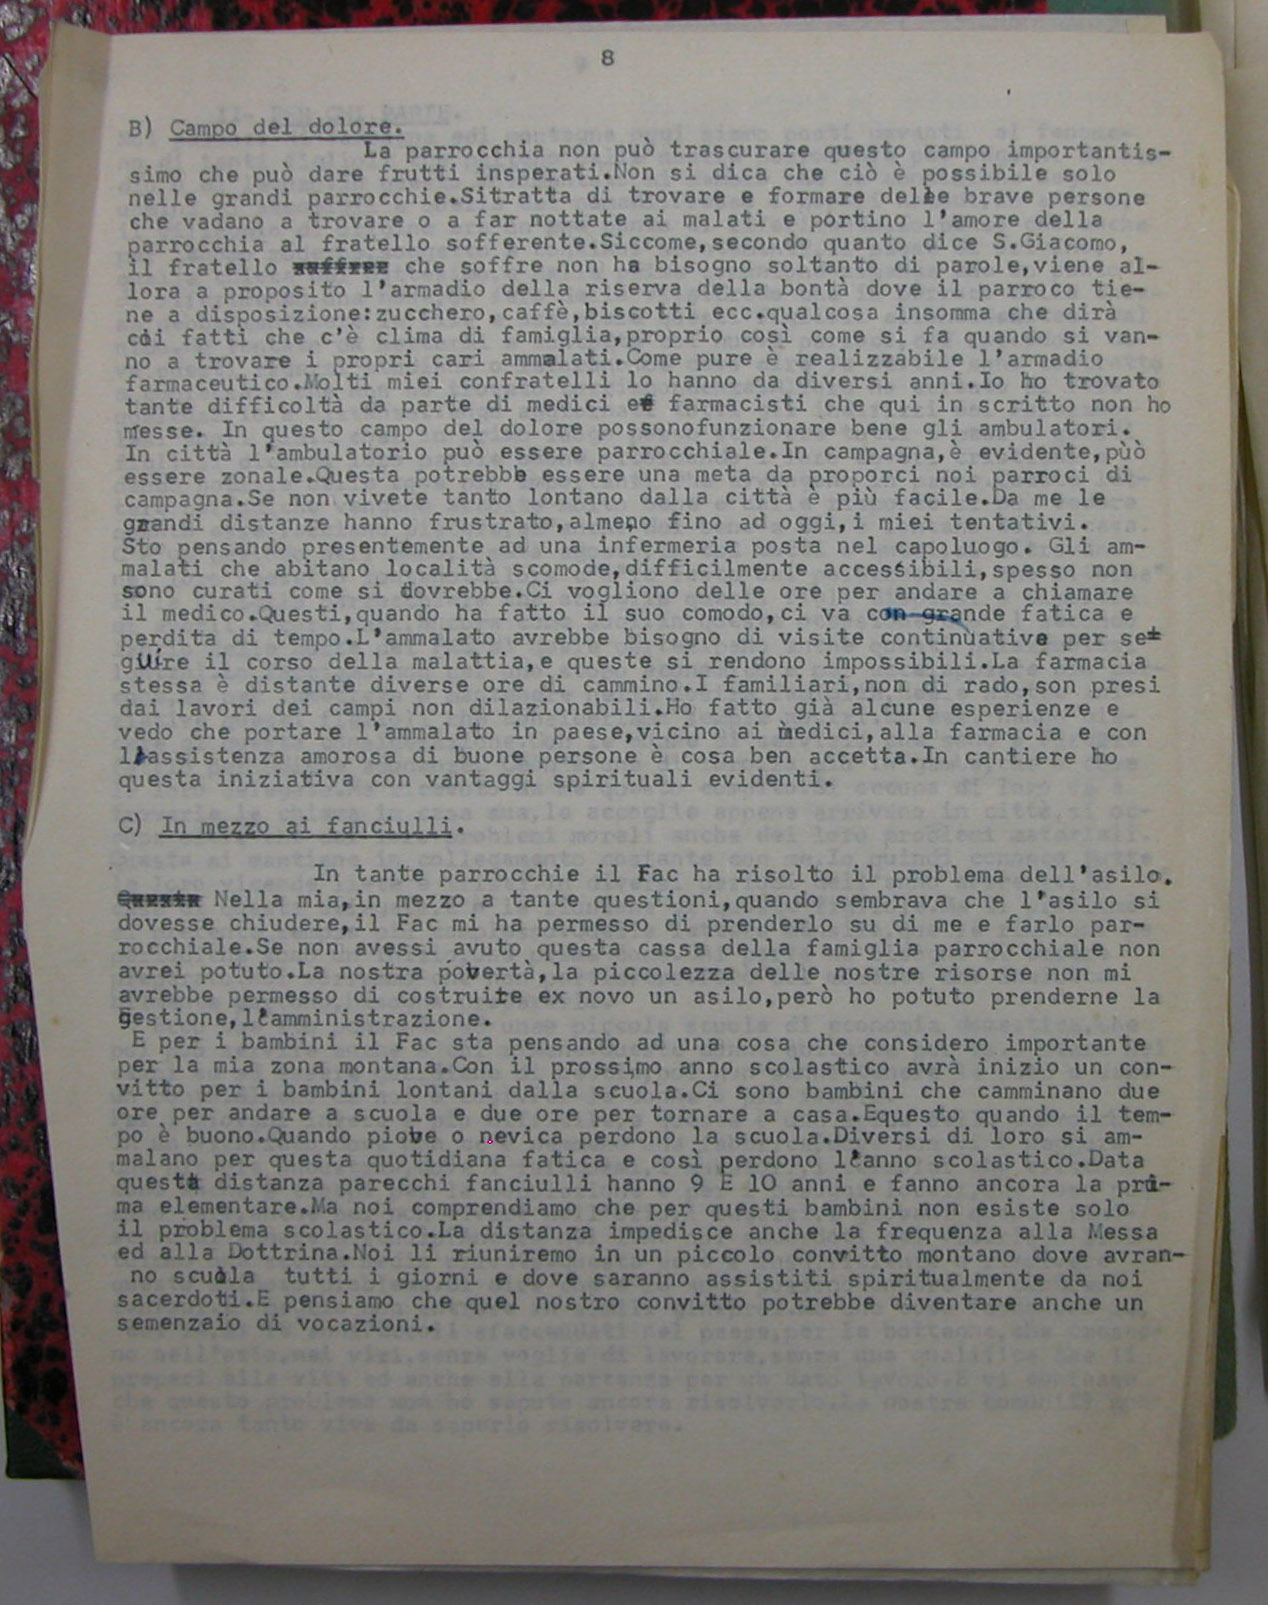 8
B) Campo del dolore.
La parrocchia non può trascurare questo campo importantis-
simo che può dare frutti insperati.Non si dica che ciò è possibile solo
nelle grandi parrocchie.Sitratta di trovare e formare delle brave persone
che vadano a trovare o a far nottate ai malati e portino l'amore della
parrocchia al fratello sofferente.Siccome,secondo quanto dice S.Giacomo,
il fratello che soffre non ha bisogno soltanto di parole,viene al-
lora a proposito l'armadio della riserva della bontà dove il parroco tie-
ne a disposizione:zucchero,caffè,biscotti ecc.qualcosa insomma che dirà
coi fatti che c'è clima di famiglia,proprio così come si fa quando si van-
no a trovare i propri cari ammalati.Come pure è realizzabile l'armadio
farmaceutico.Molti miei confratelli lo hanno da diversi anni.Io ho trovato
tante difficoltà da parte di medici e farmacisti che qui in scritto non ho
messe. In questo campo del dolore possonofunzionare bene gli ambulatori.
In città l'ambulatorio può essere parrocchiale.In campagna,è evidente,pùò
essere zonale.Questa potrebbe essere una meta da proporci noi parroci di
campagna.Se non vivete tanto lontano dalla città è più facile.Da me le
grandi distanze hanno frustrato,almeno fino ad oggi,i miei tentativi.
Sto pensando presentemente ad una infermeria posta nel capoluogo. Gli am-
malati che abitano località scomode,difficilmente accessibili,spesso non
sono curati come si dovrebbe.Ci vogliono delle ore per andare a chiamare
il medico.Questi,quando ha fatto il suo comodo,ci va con grande fatica e
perdita di tempo.L'ammalato avrebbe bisogno di visite continuative per se-
guire il corso della malattia,e queste si rendono impossibili.La farmacia
stessa è distante diverse ore di cammino.I familiari,non di rado,son presi
dai lavori dei campi non dilazionabili.Ho fatto già alcune esperienze e
vedo che portare l'ammalato in paese,vicino ai medici,alla farmacia e con
l'assistenza amorosa di buone persone è cosa ben accetta.In cantiere ho
questa iniziativa con vantaggi spirituali evidenti.
C) In mezzo ai fanciulli.
In tante parrocchie il Fac ha risolto il problema dell'asilo.
Nella mia,in mezzo a tante questioni,quando sembrava che l'asilo si
dovesse chiudere,il Fac mi ha permesso di prenderlo su di me e farlo par-
rocchiale.Se non avessi avuto questa cassa della famiglia parrocchiale non
avrei potuto.La nostra povertà,la piccolezza delle nostre risorse non mi
avrebbe permesso di costruire ex novo un asilo,però ho potuto prenderne la
gestione,l'amministrazione.
E per i bambini il Fac sta pensando ad una cosa che considero importante
per la mia zona montana.Con il prossimo anno scolastico avrà inizio un con-
vitto per i bambini lontani dalla scuola.Ci sono bambini che camminano due
ore per andare a scuola e due ore per tornare a casa.Equesto quando il tem-
po è buono.Quando piove o nevica perdono la scuola.Diversi di loro si am-
malano per questa quotidiana fatica e così perdono l'anno scolastico.Data
questa distanza parecchi fanciulli hanno 9 E IO anni e fanno ancora la pri-
ma elementare.Ma noi comprendiamo che per questi bambini non esiste solo
il problema scolastico.La distanza impedisce anche la frequenza alla Messa
ed alla Dottrina.Noi li riuniremo in un piccolo convitto montano dove avran-
no scuola tutti i giorni e dove saranno assistiti spiritualmente da noi
sacerdoti.E pensiamo che quel nostro convitto potrebbe diventare anche un
semenzaio di vocazioni.